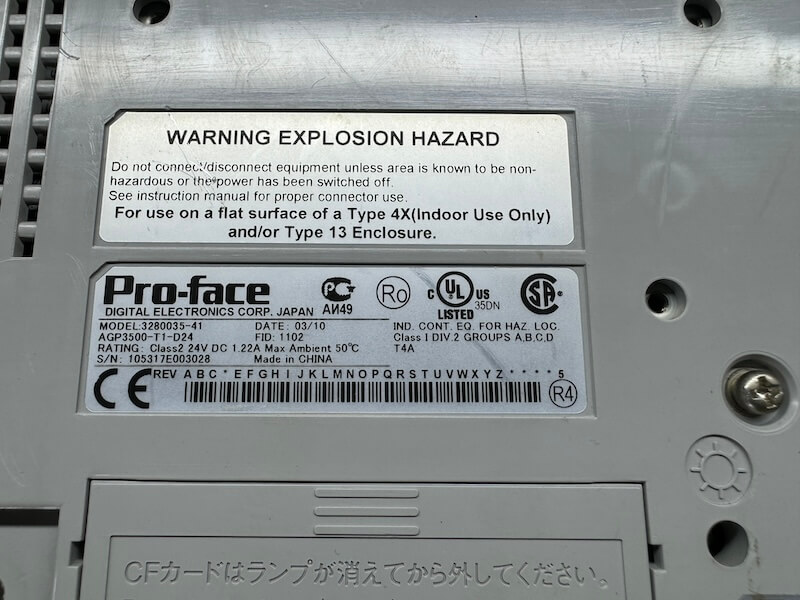 WARNING EXPLOSION HAZARD
Do not connect/disconnect equipment unless area is known to be non-
hazardous or the power has been switched off.
See instruction manual for proper connector use.
For use on a flat surface of a Type 4X(Indoor Use Only)
and/or Type 13 Enclosure.
Pro-face
DIGITAL ELECTRONICS CORP. JAPAN
РС
АИ49
Ro
C UL US
35DN
LISTED
SA
MODEL:3280035-41 DATE: 03/10
AGP3500-T1-D24 FID: 1102
RATING: Class2 24V DC 1.22A Max Ambient 50℃
S/N: 105317E003028 Made in CHINA
IND. CONT. EQ. FOR HAZ. LOC.
Class I DIV.2 GROUPS A,B,C,D
T4A
CE
REV A B C * E F G H I J K L M N O P Q R S T U V W X Y Z * * * * 5
R4
CFカードはランプが消えてから外してください。